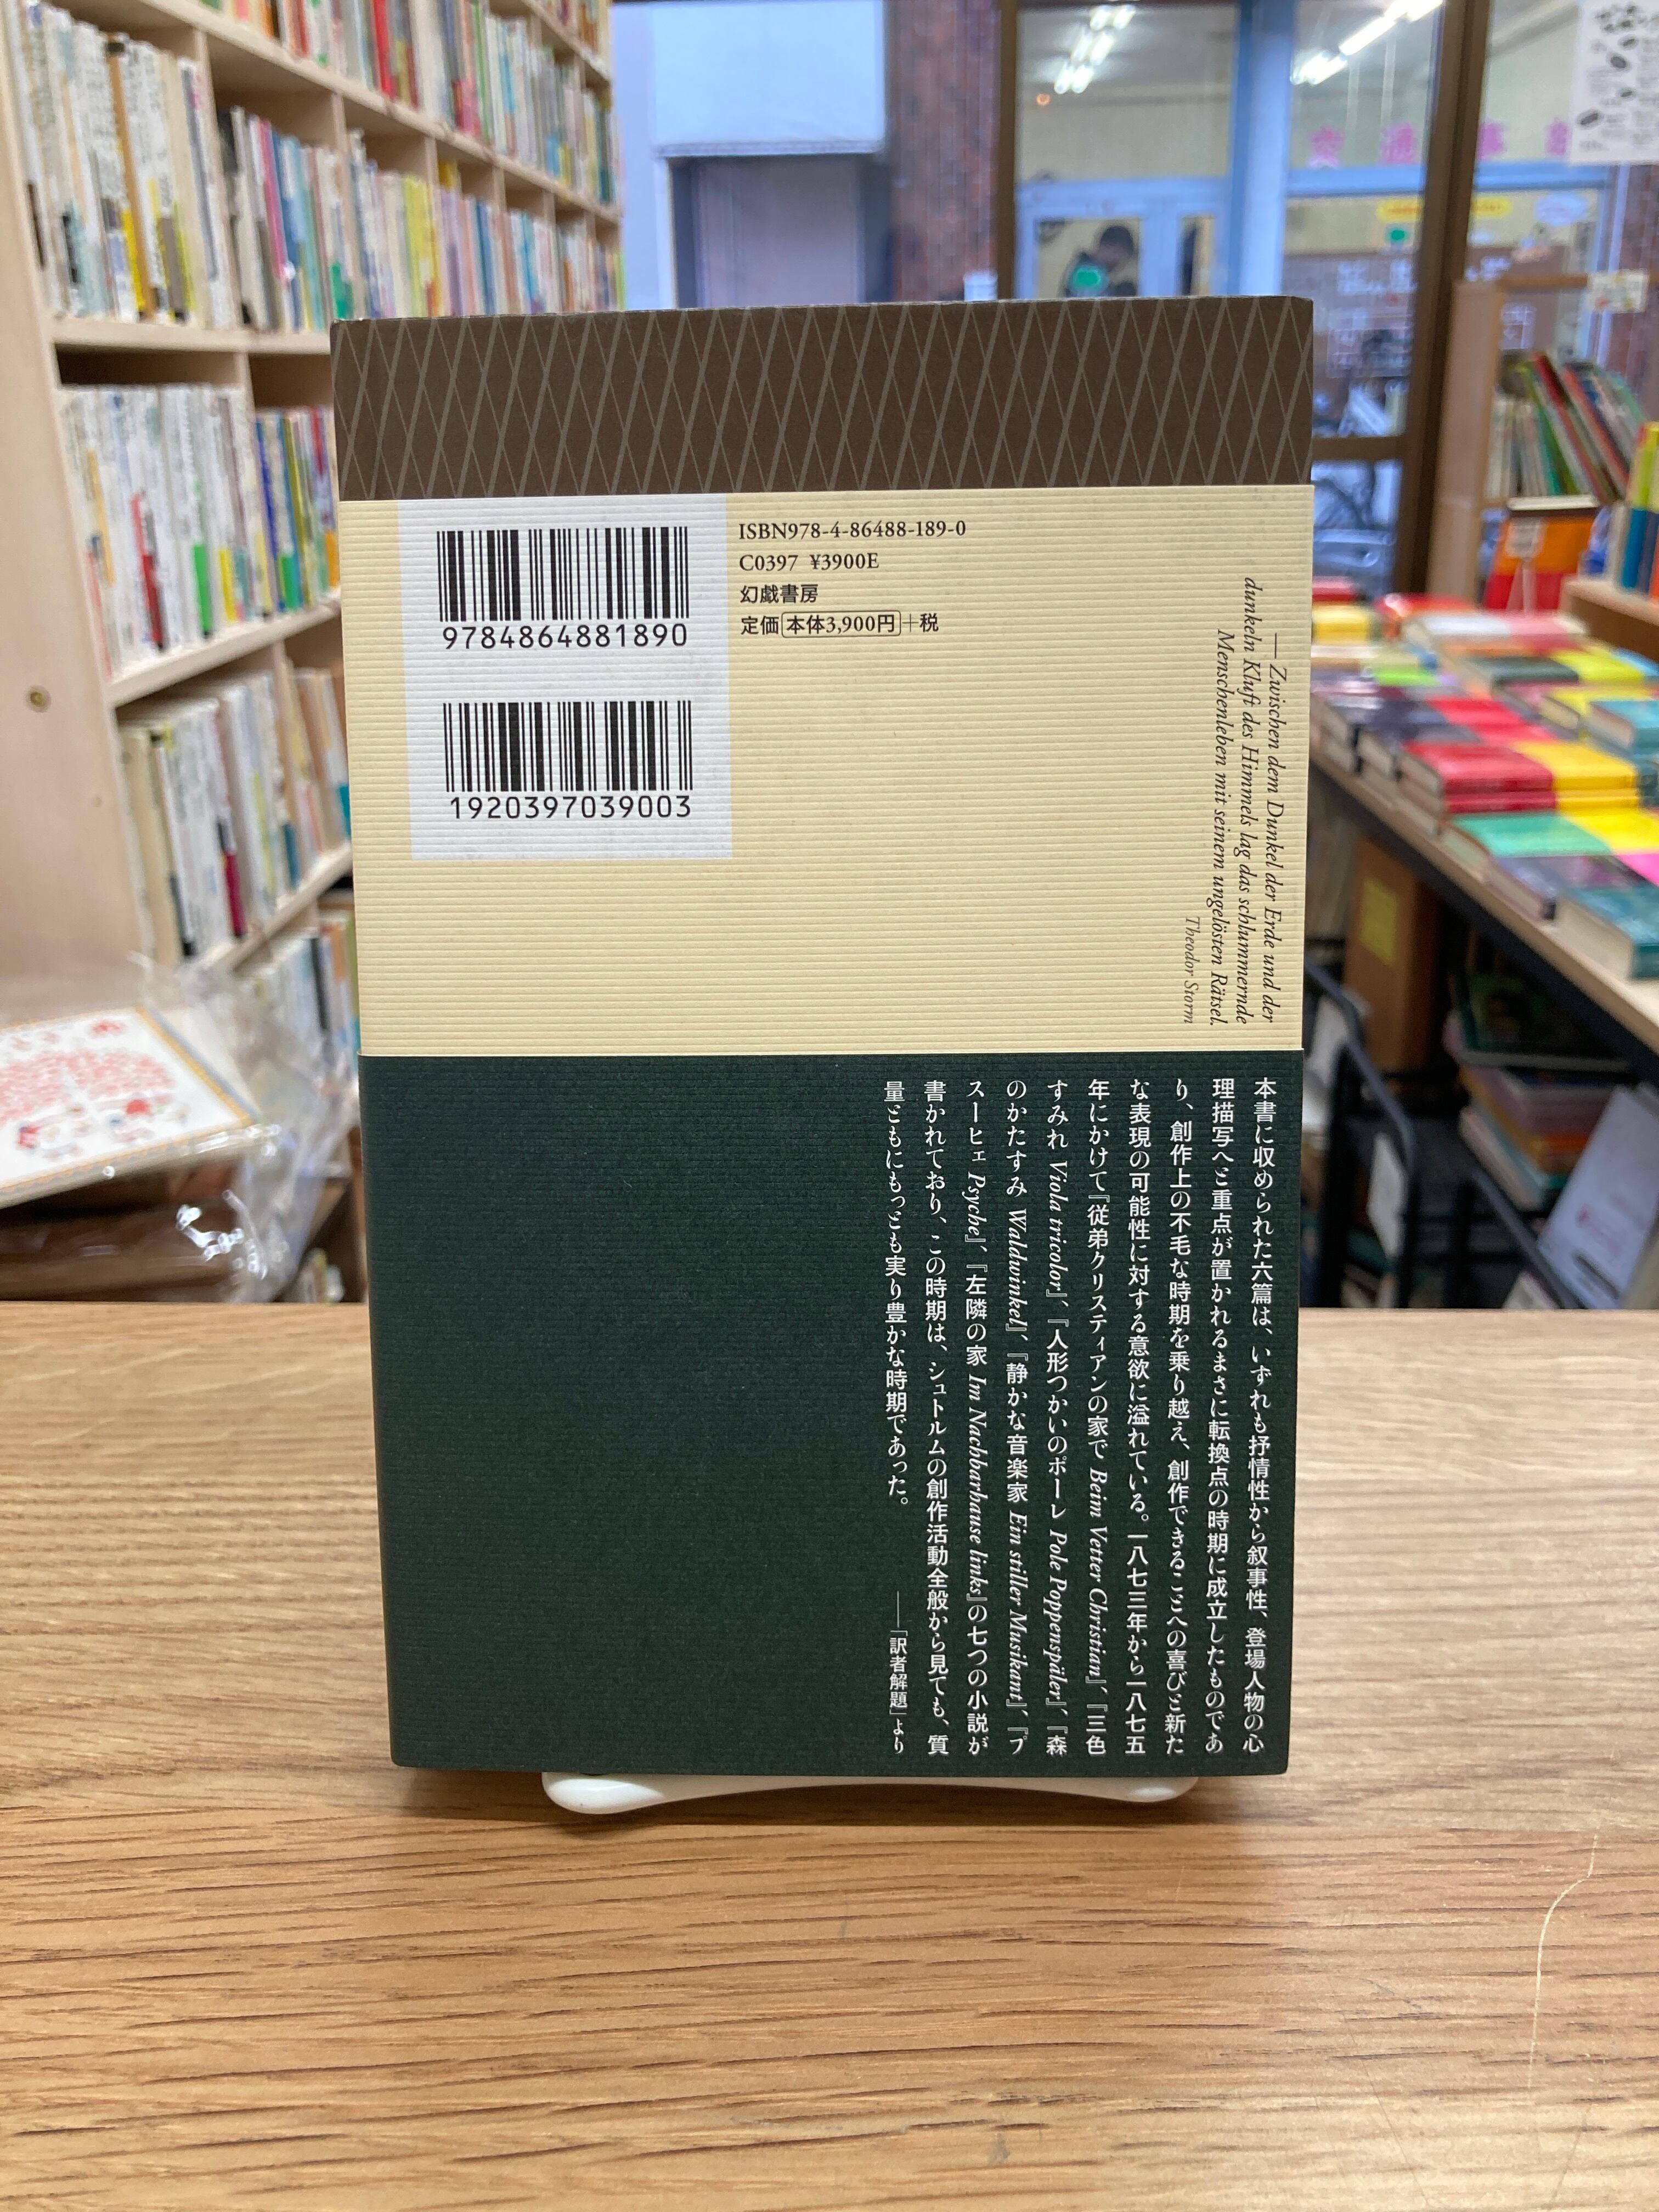 ISBN978-4-86488-189-0
C0397 ¥3900E
幻戯書房
定価 本体3,900円+税
9784864881890
1920397039003
— Zwischen dem Dunkel der Erde und der
dunkeln Kluft des Himmels lag das schlummernde
Menschenleben mit seinem ungelösten Rätsel.
Theodor Storm
本書に収められた六篇は、いずれも抒情性から叙事性、登場人物の心
理描写へと重点が置かれるまさに転換点の時期に成立したものであ
り、創作上の不毛な時期を乗り越え、創作できることへの喜びと新た
な表現の可能性に対する意欲に溢れている。一八七三年から一八七五
年にかけて『従弟クリスティアンの家で Beim Vetter Christian』、『三色
すみれ Viola tricolor』、『人形つかいのポーレ Pole Poppenspäler』、『森
のかたすみ Waldwinkel』、『静かな音楽家 Ein stiller Musikant』、『プ
スーヒェ Psyche』、『左隣の家 Im Nachbarhause links』の七つの小説が
書かれており、この時期は、シュトルムの創作活動全般から見ても、質
量ともにもっとも実り豊かな時期であった。
——「訳者解題」より